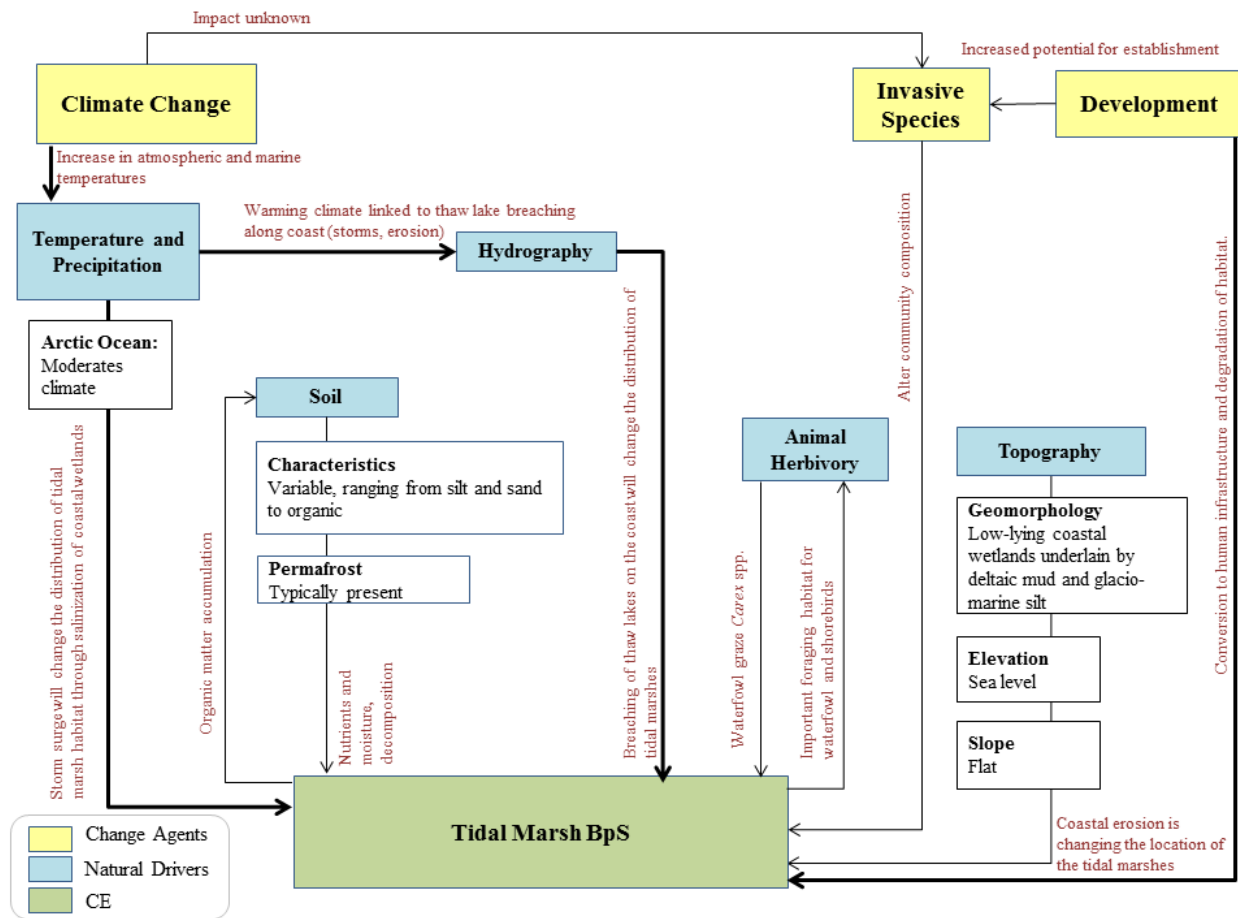 Impact unknown
Increased potential for establishment
Climate Change
Invasive
Species
Development
Increase in atmospheric and marine
temperatures
Warming climate linked to thaw lake breaching
along coast (storms, erosion)
Temperature and
Precipitation
Hydrography
Arctic Ocean:
Moderates
climate
Soil
Characteristics
Variable, ranging from silt and sand
to organic
Permafrost
Typically present
Animal
Herbivory
Topography
Geomorphology
Low-lying coastal
wetlands underlain by
deltaic mud and glacio-
marine silt
Elevation
Sea level
Slope
Flat
Storm surge will change the distribution of tidal
marsh habitat through salinization of coastal wetlands
Organic matter accumulation
Nutrients and
moisture,
decomposition
Breaching of thaw lakes on the coast will change the distribution of
tidal marshes
Waterfowl graze Carex spp.
Important foraging habitat for
waterfowl and shorebirds
Alter community composition
Conversion to human infrastructure and degradation of habitat.
Coastal erosion is
changing the location of
the tidal marshes
Tidal Marsh BpS
Change Agents
Natural Drivers
CE